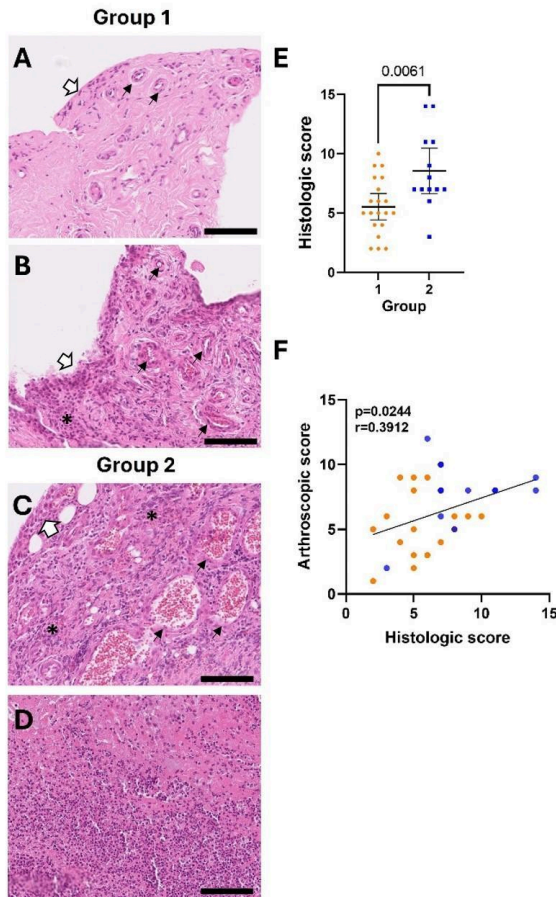 Group 1
A
B
*
Group 2
C
*
*
D
E
0.0061
Histologic score
15
10
5
0
1 2
Group
F
p=0.0244
r=0.3912
Arthroscopic score
15
10
5
0
0 5 10 15
Histologic score